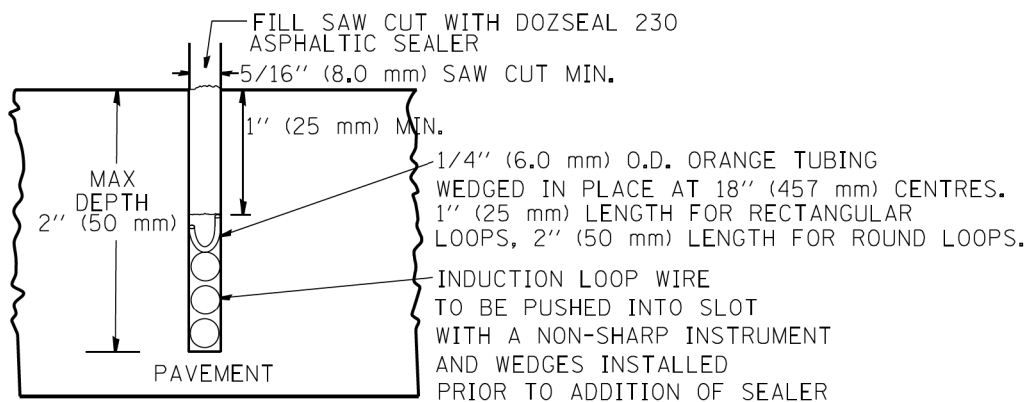 FILL SAW CUT WITH DOZSEAL 230
ASPHALTIC SEALER
5/16" (8.0 mm) SAW CUT MIN.
1" (25 mm) MIN.
MAX
DEPTH
2" (50 mm)
1/4" (6.0 mm) O.D. ORANGE TUBING
WEDGED IN PLACE AT 18" (457 mm) CENTRES.
1" (25 mm) LENGTH FOR RECTANGULAR
LOOPS, 2" (50 mm) LENGTH FOR ROUND LOOPS.
INDUCTION LOOP WIRE
TO BE PUSHED INTO SLOT
WITH A NON-SHARP INSTRUMENT
AND WEDGES INSTALLED
PRIOR TO ADDITION OF SEALER
PAVEMENT